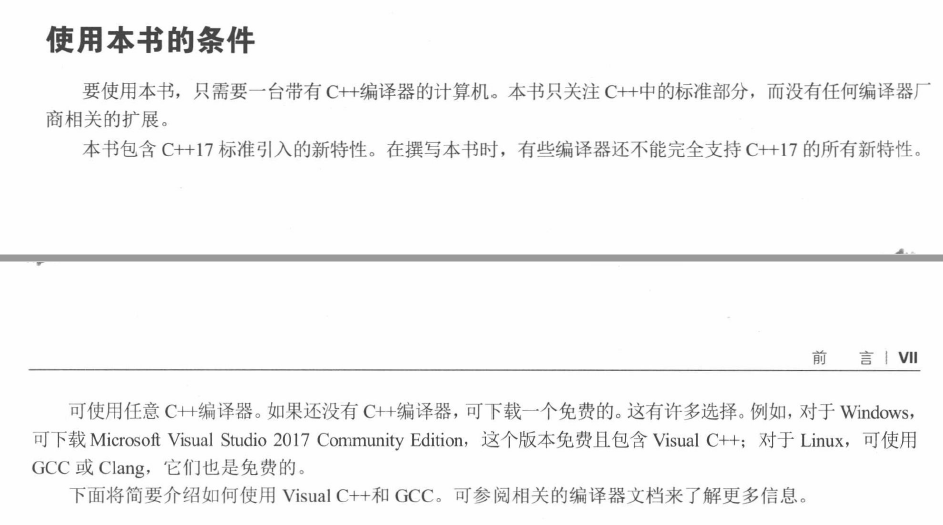 使用本书的条件
要使用本书，只需要一台带有 C++编译器的计算机。本书只关注 C++中的标准部分，而没有任何编译器厂
商相关的扩展。
本书包含 C++17 标准引入的新特性。在撰写本书时，有些编译器还不能完全支持 C++17 的所有新特性。
前 言 | VII
可使用任意 C++编译器。如果还没有 C++编译器，可下载一个免费的。这有许多选择。例如，对于 Windows，
可下载 Microsoft Visual Studio 2017 Community Edition，这个版本免费且包含 Visual C++；对于 Linux，可使用
GCC 或 Clang，它们也是免费的。
下面将简要介绍如何使用 Visual C++和 GCC。可参阅相关的编译器文档来了解更多信息。